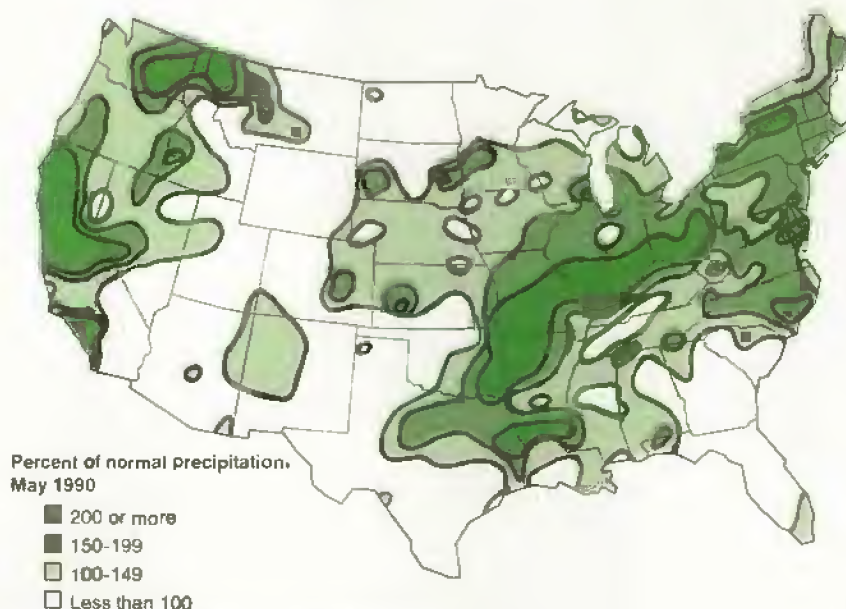 Percent of normal precipitation,
May 1990
200 or more
150-199
100-149
Less than 100